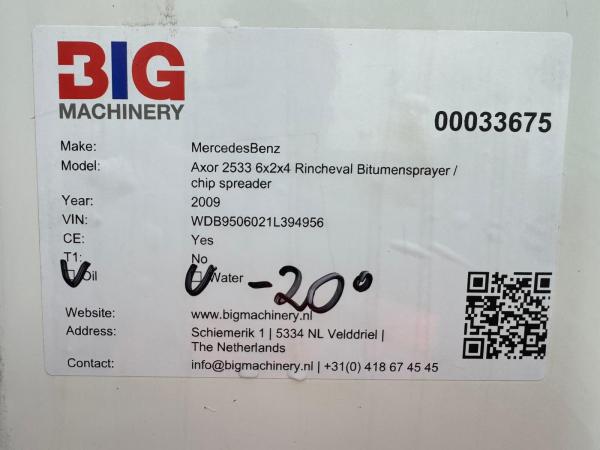 BIG
MACHINERY
00033675
Make: MercedesBenz
Model: Axor 2533 6x2x4 Rincheval Bitumensprayer /
chip spreader
Year: 2009
VIN: WDB9506021L394956
CE: Yes
T1: No
Oil Water -20°
Website: www.bigmachinery.nl
Address: Schiemerik 1 | 5334 NL Velddriel |
The Netherlands
Contact: info@bigmachinery.nl | +31(0) 418 67 45 45